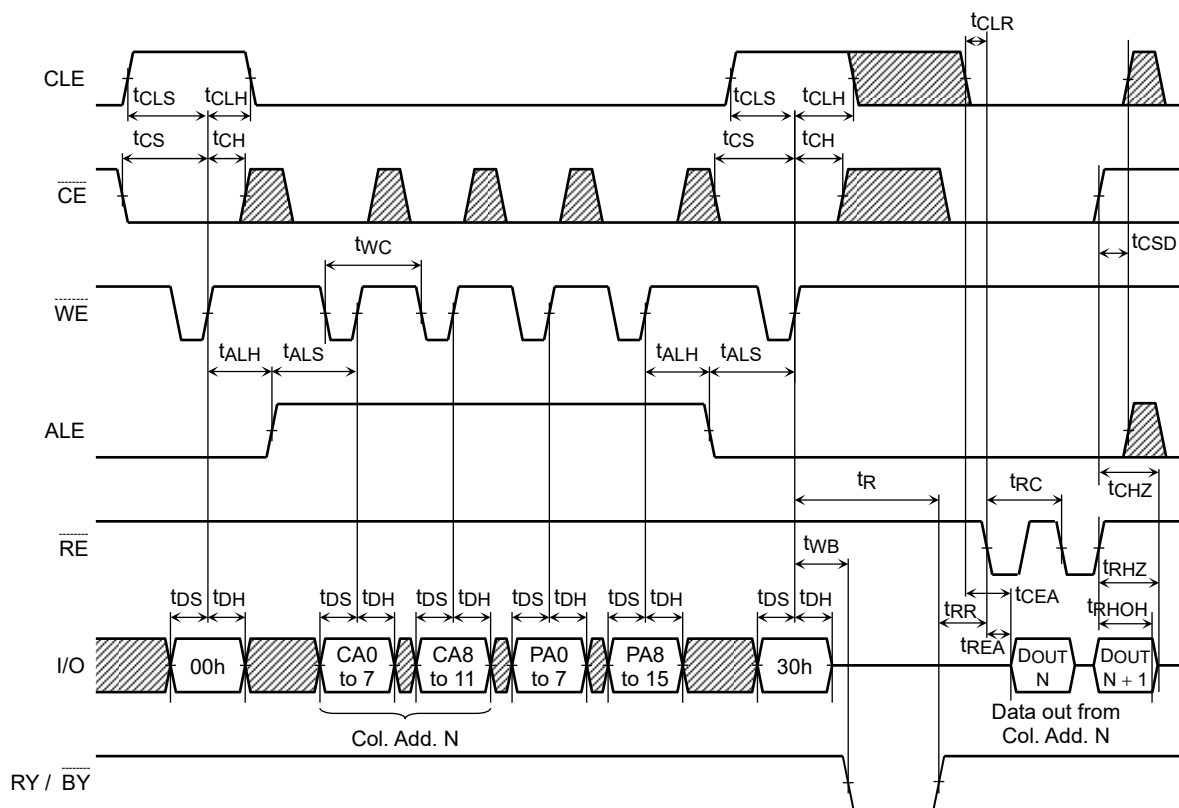 tCLR
CLE
tCLS tCLH tCLS tCLH
tCS tCH tCS tCH
CE
tCSD
tWC
WE
tALH tALS tALH tALS
ALE
tR tRC tCHZ
RE
tWB
tRHZ
tCEA
tDS tDH tDS tDH tDS tDH tDS tDH tDS tDH tDS tDH tRR tRHOH
tREA
I/O 00h CA0 to 7 CA8 to 11 PA0 to 7 PA8 to 15 30h DOUT N DOUT N + 1
Col. Add. N
Data out from
Col. Add. N
RY / BY